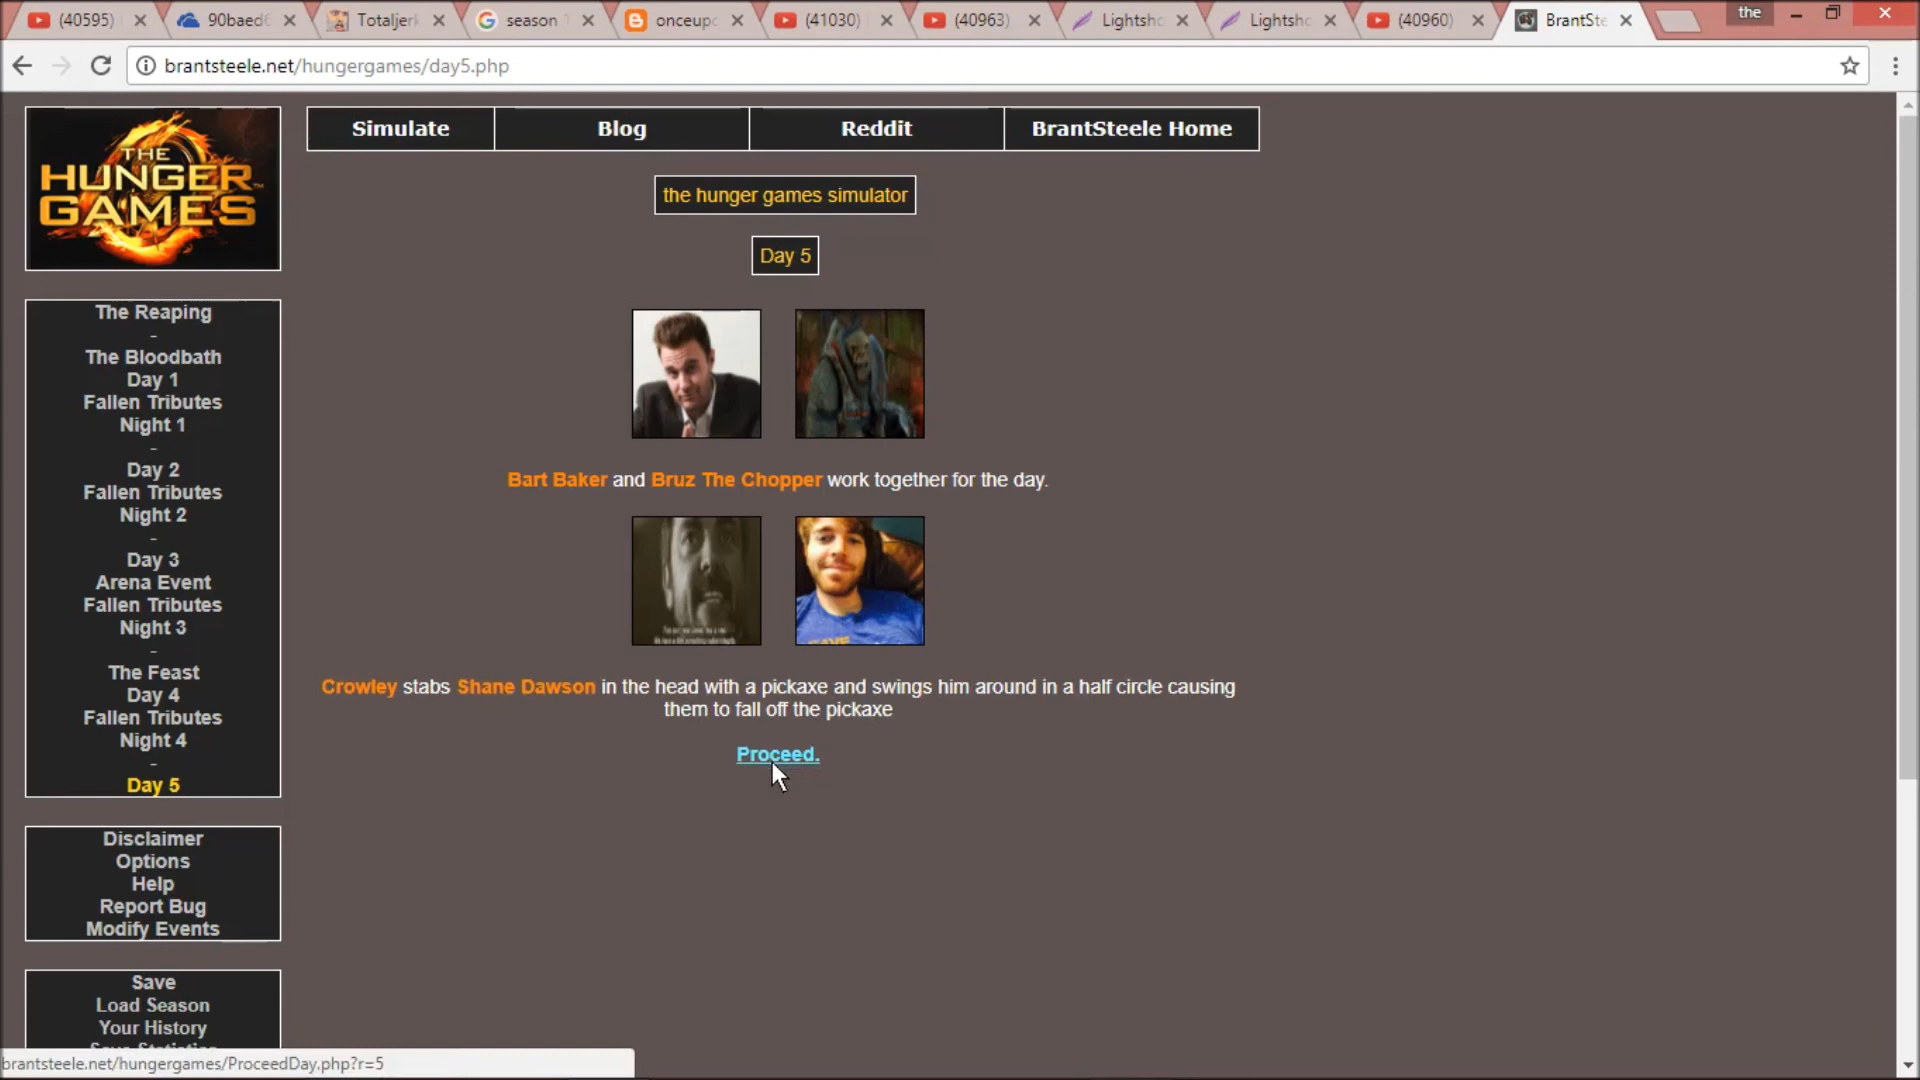 (40595)
90baed6
Totaljerk
season
onceupo
(41030)
(40963)
Lightsho
Lightsho
(40960)
BrantSte
the
brantsteele.net/hungergames/day5.php
THE
HUNGER
GAMES
Simulate
Blog
Reddit
BrantSteele Home
the hunger games simulator
Day 5
The Reaping
-
The Bloodbath
Day 1
Fallen Tributes
Night 1
-
Day 2
Fallen Tributes
Night 2
-
Day 3
Arena Event
Fallen Tributes
Night 3
-
The Feast
Day 4
Fallen Tributes
Night 4
-
Day 5
Bart Baker and Bruz The Chopper work together for the day.
Crowley stabs Shane Dawson in the head with a pickaxe and swings him around in a half circle causing
them to fall off the pickaxe
Proceed.
Disclaimer
Options
Help
Report Bug
Modify Events
Save
Load Season
Your History
brantsteele.net/hungergames/ProceedDay.php?r=5